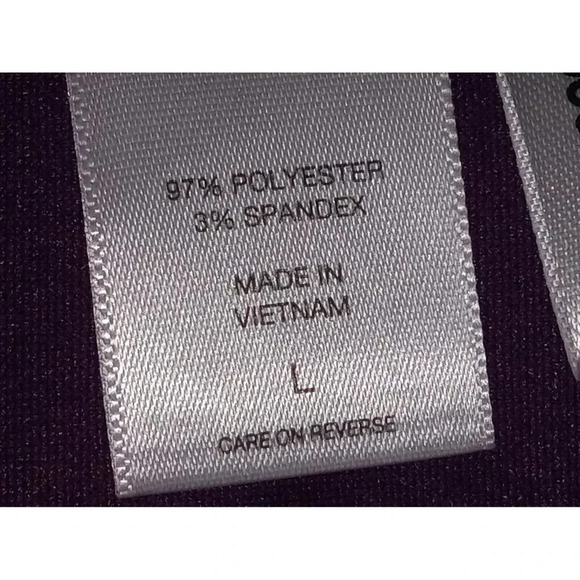 97% POLYESTER
3% SPANDEX
MADE IN
VIETNAM
L
CARE ON REVERSE